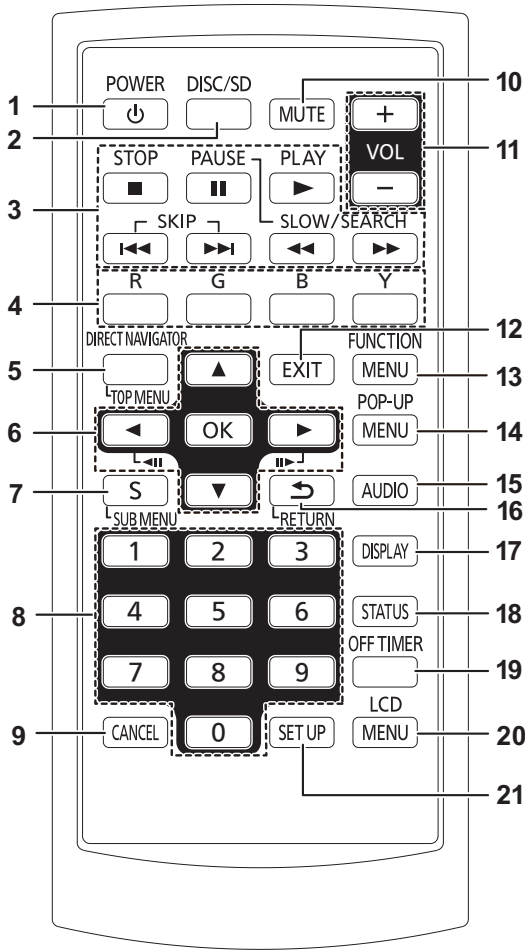 POWER DISC/SD 10
1 MUTE +
2 VOL 11
STOP PAUSE PLAY −
3 SKIP SLOW/SEARCH
4 R G B Y
DIRECT NAVIGATOR 12
FUNCTION
5 EXIT MENU 13
TOP MENU POP-UP
6 OK MENU 14
7 S AUDIO 15
16
SUB MENU RETURN
1 2 3 DISPLAY 17
8 4 5 6 STATUS 18
OFF TIMER
7 8 9 19
LCD
9 CANCEL 0 SET UP MENU 20
21